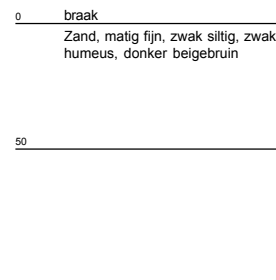 0 braak
Zand, matig fijn, zwak siltig, zwak
humeus, donker beigebruin
50